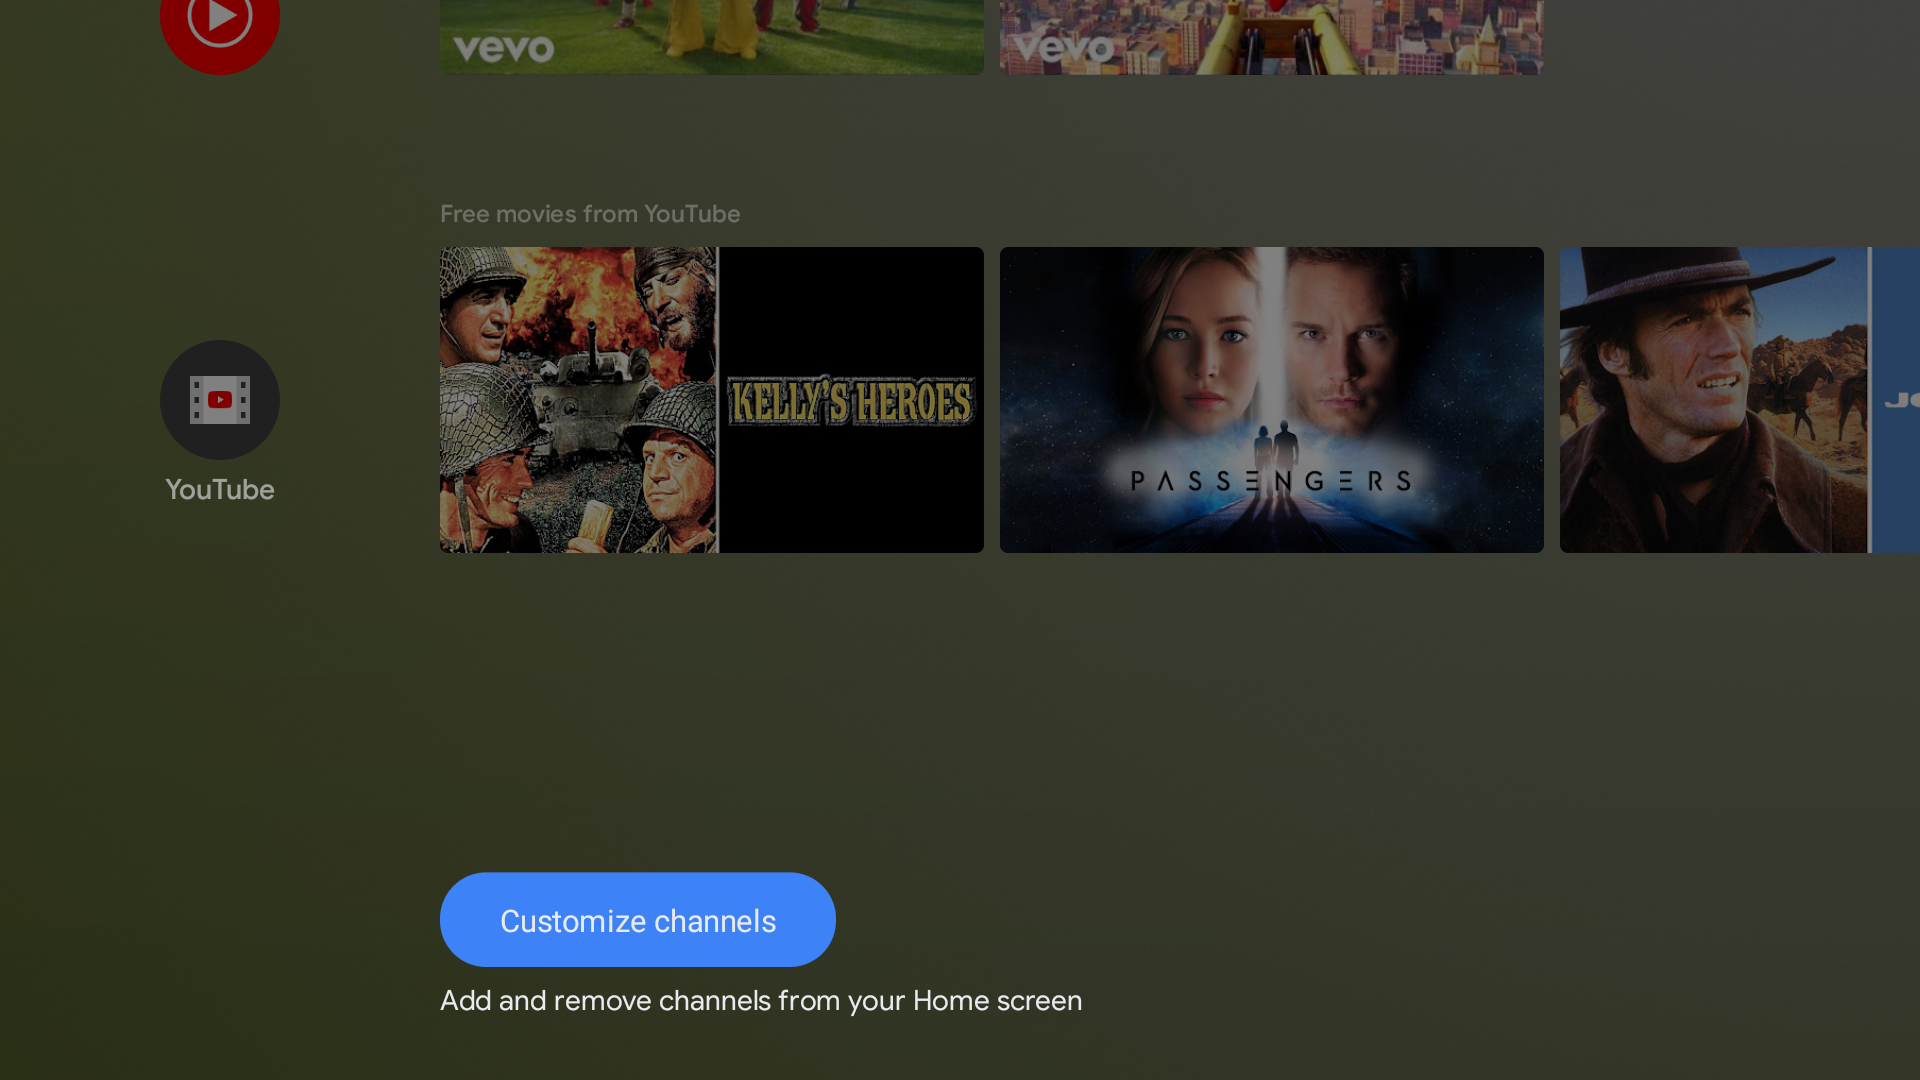 vevo
vevo
Free movies from YouTube
KELLY'S HEROES
PASSENGERS
YouTube
Customize channels
Add and remove channels from your Home screen